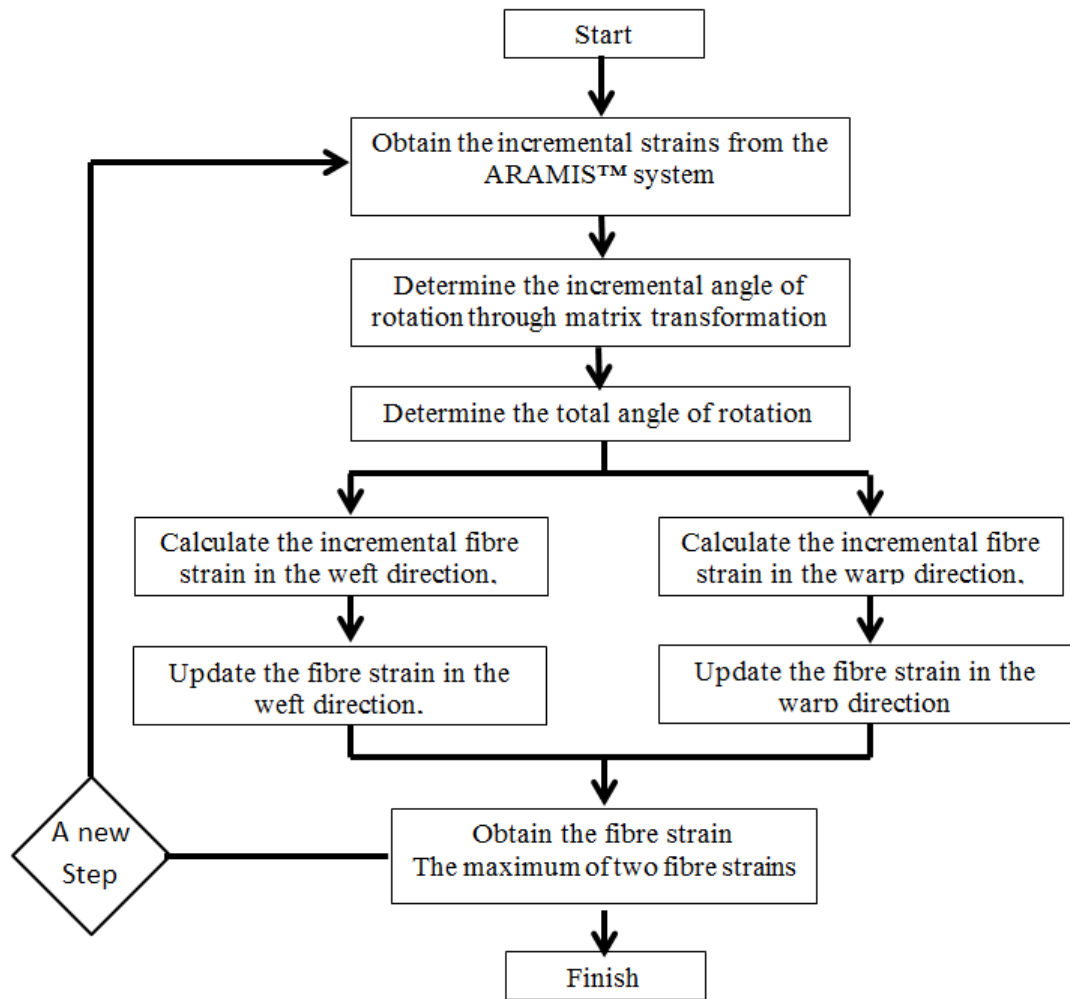 Start
Obtain the incremental strains from the
ARAMIS™ system
Determine the incremental angle of
rotation through matrix transformation
Determine the total angle of rotation
Calculate the incremental fibre
strain in the weft direction.
Calculate the incremental fibre
strain in the warp direction.
Update the fibre strain in the
weft direction.
Update the fibre strain in the
warp direction
A new
Step
Obtain the fibre strain
The maximum of two fibre strains
Finish